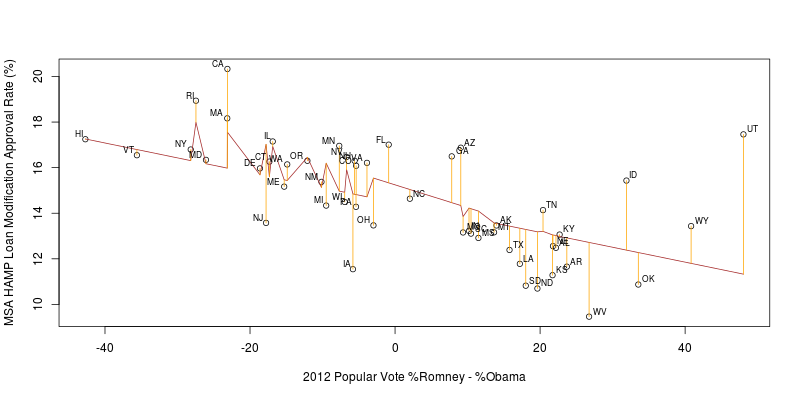 MSA HAMP Loan Modification Approval Rate (%)
20
18
16
14
12
10
CA
RI
MA
HI
VT
NY
MD
DE
CT
IL
WA
ME
NJ
OR
NM
MI
MN
NV
WI
PA
VA
IA
OH
FL
NC
GA
AZ
SC
MS
MT
AK
TX
LA
SD
ND
TN
KS
KY
AL
AR
WV
ID
OK
WY
UT
-40
-20
0
20
40
2012 Popular Vote %Romney - %Obama